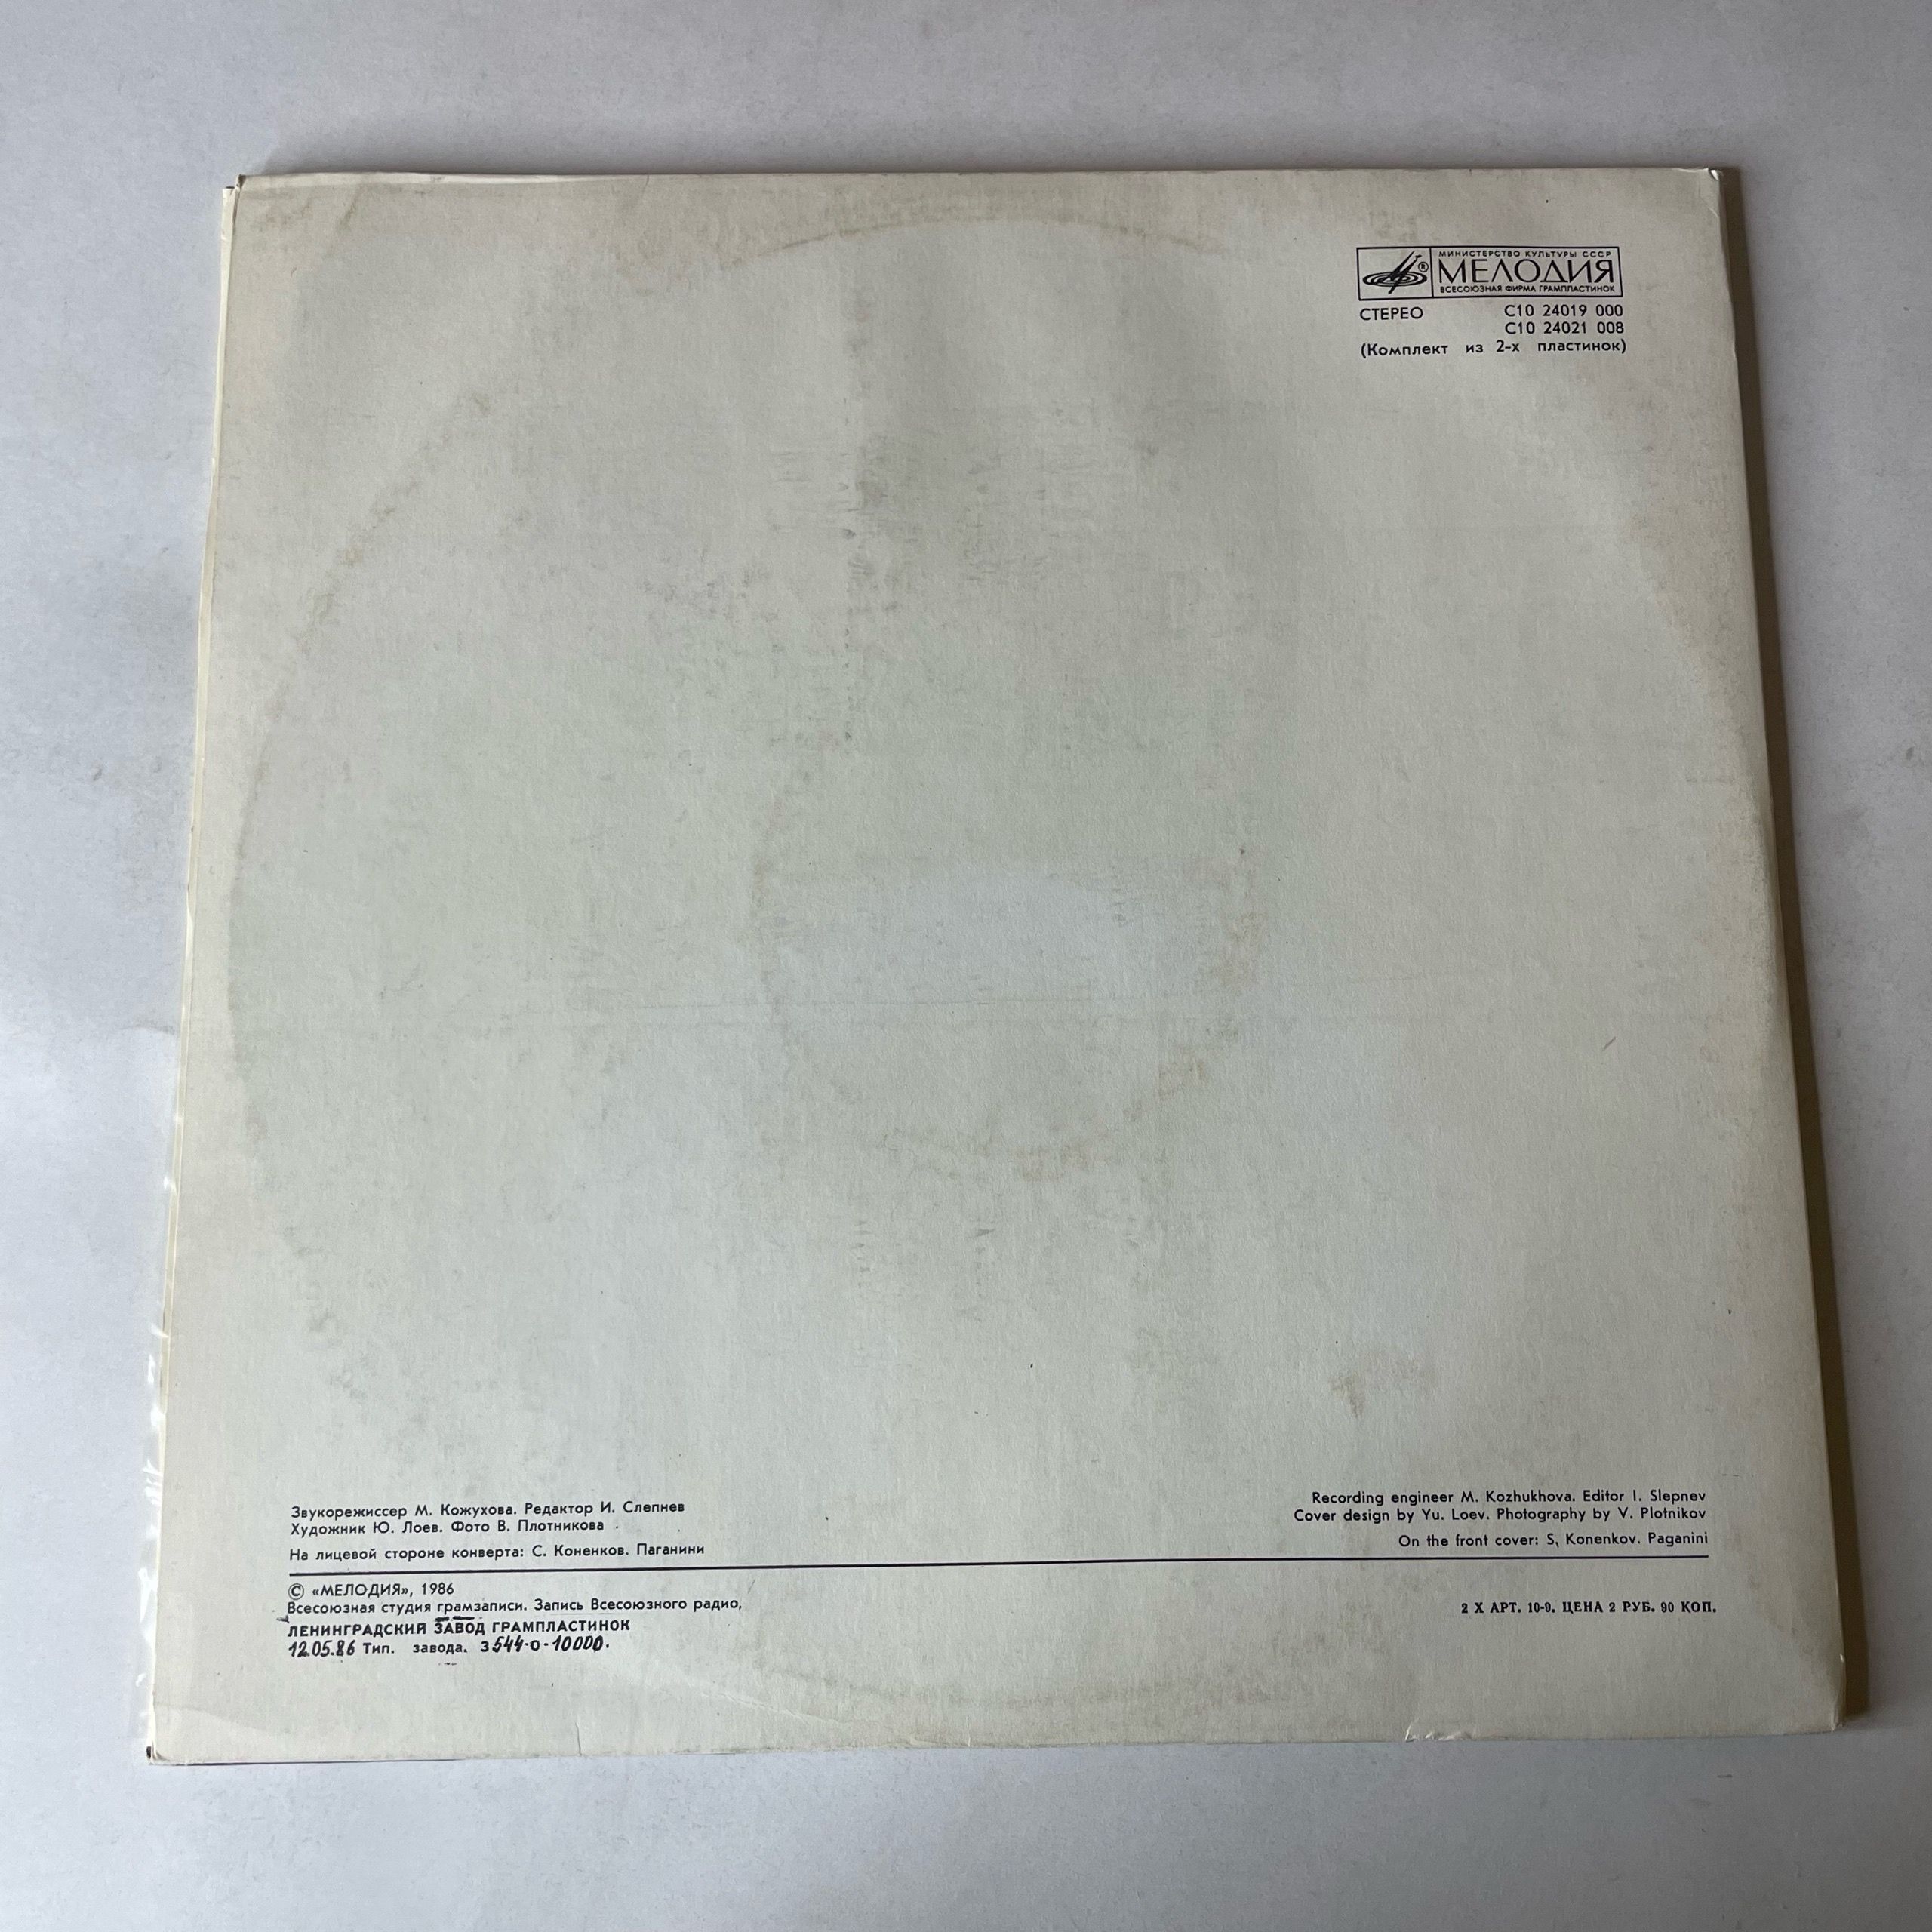 МИНИСТЕРСТВО КУЛЬТУРЫ СССР
® МЕЛОДИЯ
ВСЕСОЮЗНАЯ ФИРМА ГРАМПЛАСТИНОК
СТЕРЕО С10 24019 000
С10 24021 008
(Комплект из 2-х пластинок)
Звукорежиссер М. Кожухова. Редактор И. Слепнев
Художник Ю. Лоев. Фото В. Плотникова
На лицевой стороне конверта: С. Коненков. Паганини
Recording engineer M. Kozhukhova. Editor I. Slepnev
Cover design by Yu. Loev. Photography by V. Plotnikov
On the front cover: S. Konenkov. Paganini
© «МЕЛОДИЯ», 1986
Всесоюзная студия грамзаписи. Запись Всесоюзного радио,
ЛЕНИНГРАДСКИЙ ЗАВОД ГРАМПЛАСТИНОК
12.05.86 Тип. завода. З 544-О-10000.
2 X АРТ. 10-9. ЦЕНА 2 РУБ. 90 КОП.